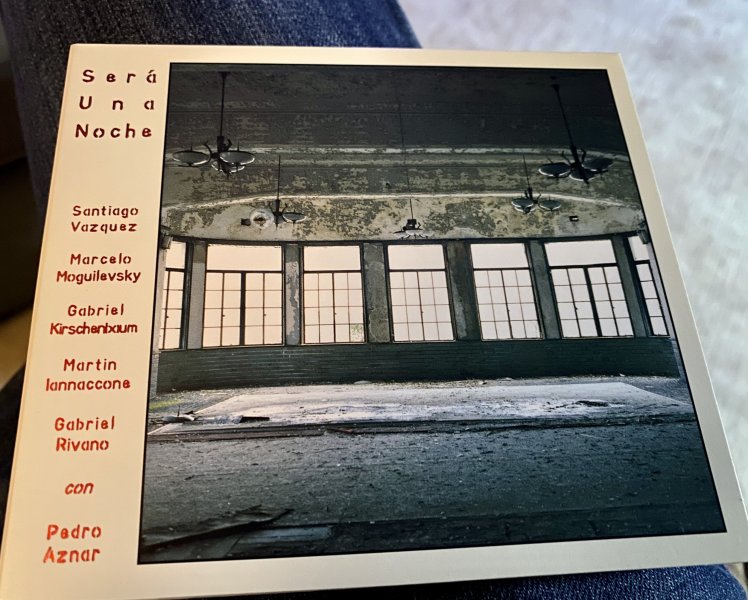 Será
Una
Noche
Santiago
Vazquez
Marcelo
Moguilevsky
Gabriel
Kirschenbaum
Martin
Iannaccone
Gabriel
Rivano
con
Pedro
Aznar